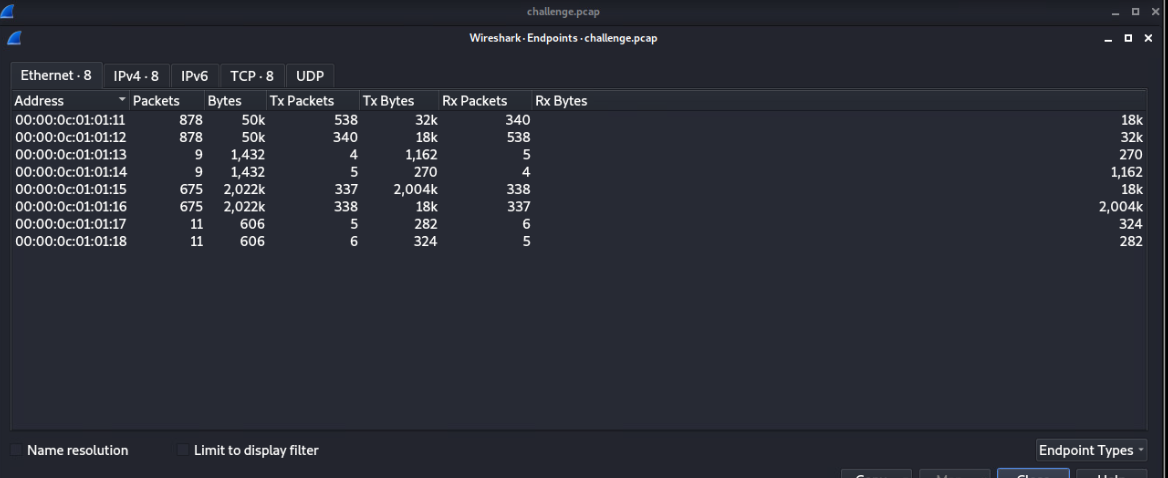 challenge.pcap
Wireshark · Endpoints · challenge.pcap
Ethernet · 8 IPv4 · 8 IPv6 TCP · 8 UDP
Address Packets Bytes Tx Packets Tx Bytes Rx Packets Rx Bytes
00:00:0c:01:01:11 878 50k 538 32k 340 18k
00:00:0c:01:01:12 878 50k 340 18k 538 32k
00:00:0c:01:01:13 9 1,432 4 1,162 5 270
00:00:0c:01:01:14 9 1,432 5 270 4 1,162
00:00:0c:01:01:15 675 2,022k 337 2,004k 338 18k
00:00:0c:01:01:16 675 2,022k 338 18k 337 2,004k
00:00:0c:01:01:17 11 606 5 282 6 324
00:00:0c:01:01:18 11 606 6 324 5 282
Name resolution Limit to display filter Endpoint Types